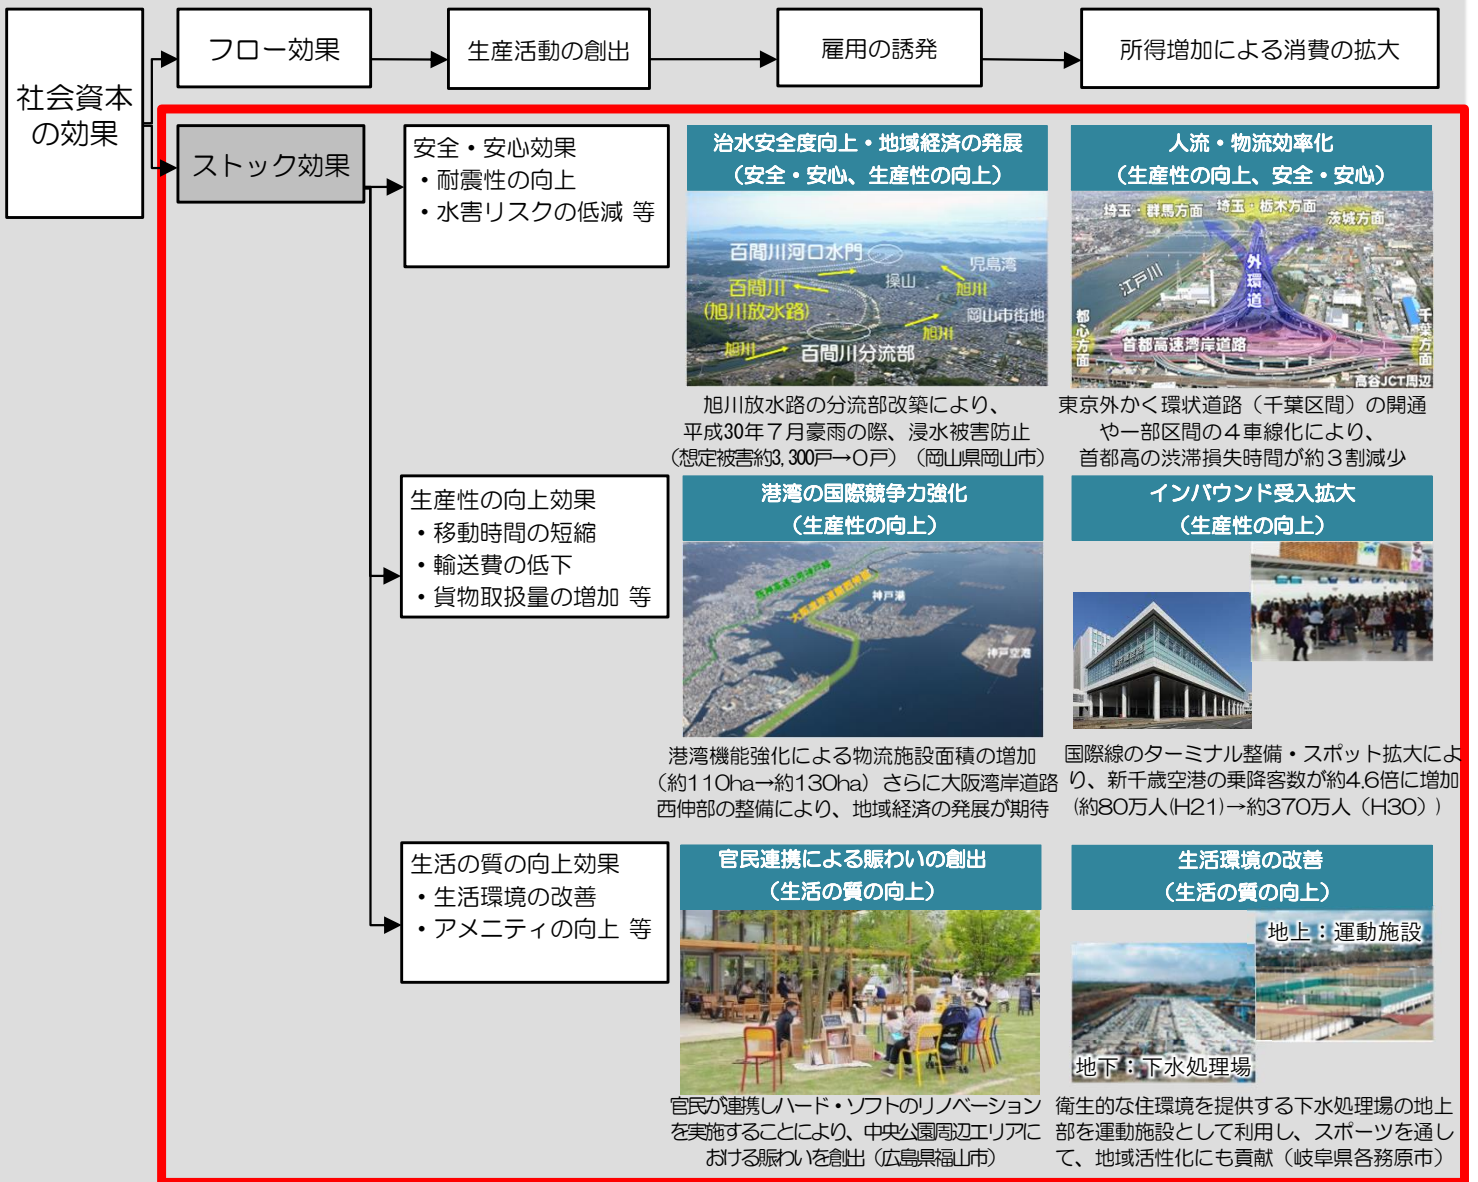 社会資本
の効果
フロー効果
生産活動の創出
雇用の誘発
所得増加による消費の拡大
ストック効果
安全・安心効果
・耐震性の向上
・水害リスクの低減 等
治水安全度向上・地域経済の発展
（安全・安心、生産性の向上）
百間川河口水門
児島湾
操山
百間川
(旭川放水路)
旭川
岡山市街地
旭川
旭川
百間川分流部
旭川放水路の分流部改築により、
平成30年７月豪雨の際、浸水被害防止
（想定被害約3,300戸→０戸）（岡山県岡山市）
人流・物流効率化
（生産性の向上、安全・安心）
埼玉・群馬方面
埼玉・栃木方面
茨城方面
江戸川
外環道
都心方面
千葉方面
首都高速湾岸道路
高谷JCT周辺
東京外かく環状道路（千葉区間）の開通
や一部区間の４車線化により、
首都高の渋滞損失時間が約３割減少
生産性の向上効果
・移動時間の短縮
・輸送費の低下
・貨物取扱量の増加 等
港湾の国際競争力強化
（生産性の向上）
阪神高速3号神戸線
大阪湾岸道路西伸部
神戸港
神戸空港
港湾機能強化による物流施設面積の増加
（約110ha→約130ha）さらに大阪湾岸道路
西伸部の整備により、地域経済の発展が期待
インバウンド受入拡大
（生産性の向上）
国際線のターミナル整備・スポット拡大によ
り、新千歳空港の乗降客数が約4.6倍に増加
（約80万人(H21)→約370万人（H30））
生活の質の向上効果
・生活環境の改善
・アメニティの向上 等
官民連携による賑わいの創出
（生活の質の向上）
官民が連携しハード・ソフトのリノベーション
を実施することにより、中央公園周辺エリアに
おける賑わいを創出（広島県福山市）
生活環境の改善
（生活の質の向上）
地上：運動施設
地下：下水処理場
衛生的な住環境を提供する下水処理場の地上
部を運動施設として利用し、スポーツを通し
て、地域活性化にも貢献（岐阜県各務原市）